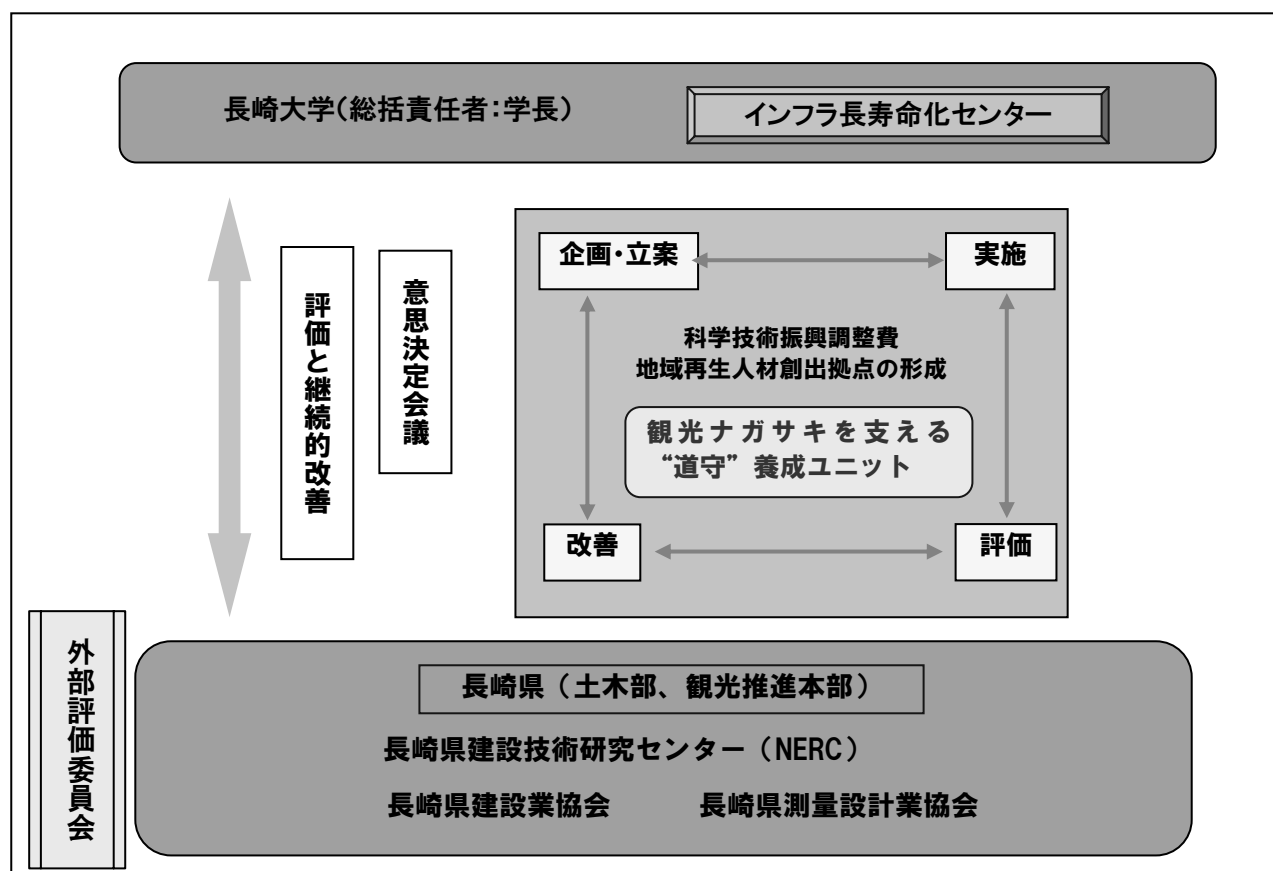 長崎大学(総括責任者:学長)
インフラ長寿命化センター
評価と継続的改善
意思決定会議
企画・立案
実施
科学技術振興調整費
地域再生人材創出拠点の形成
観光ナガサキを支える
“道守”養成ユニット
改善
評価
外部評価委員会
長崎県(土木部、観光推進本部)
長崎県建設技術研究センター(NERC)
長崎県建設業協会
長崎県測量設計業協会